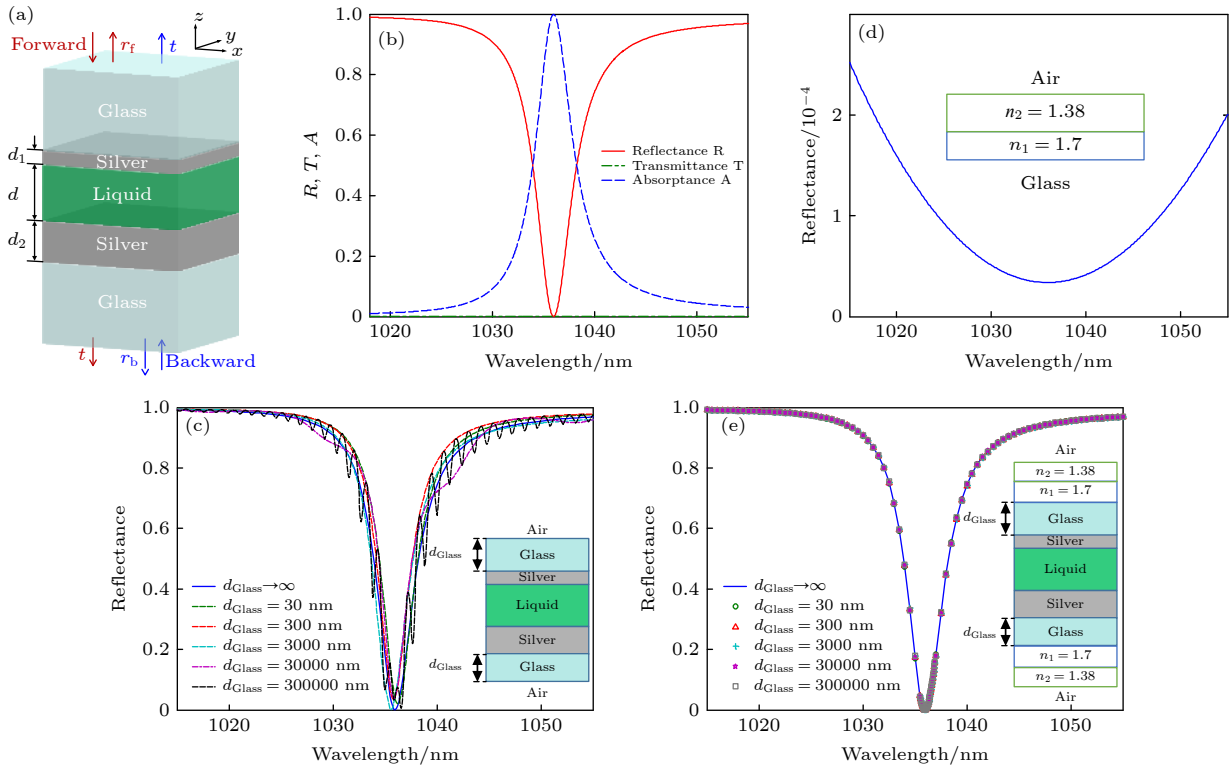 (a)
z
y
x
Forward
r_f
t
Glass
d_1
Silver
d
Liquid
d_2
Silver
Glass
t
r_b
Backward
(b)
R, T, A
1.0
0.8
0.6
0.4
0.2
0
Reflectance R
Transmittance T
Absorptance A
1020 1030 1040 1050
Wavelength/nm
(d)
Reflectance/10⁻⁴
2
1
0
Air
n₂ = 1.38
n₁ = 1.7
Glass
1020 1030 1040 1050
Wavelength/nm
(c)
Reflectance
1.0
0.8
0.6
0.4
0.2
0
d_Glass→∞
d_Glass = 30 nm
d_Glass = 300 nm
d_Glass = 3000 nm
d_Glass = 30000 nm
d_Glass = 300000 nm
Air
d_Glass
Glass
Silver
Liquid
Silver
d_Glass
Glass
Air
1020 1030 1040 1050
Wavelength/nm
(e)
Reflectance
1.0
0.8
0.6
0.4
0.2
0
d_Glass→∞
d_Glass = 30 nm
d_Glass = 300 nm
d_Glass = 3000 nm
d_Glass = 30000 nm
d_Glass = 300000 nm
Air
n₂ = 1.38
n₁ = 1.7
d_Glass
Glass
Silver
Liquid
Silver
d_Glass
Glass
n₁ = 1.7
n₂ = 1.38
Air
1020 1030 1040 1050
Wavelength/nm